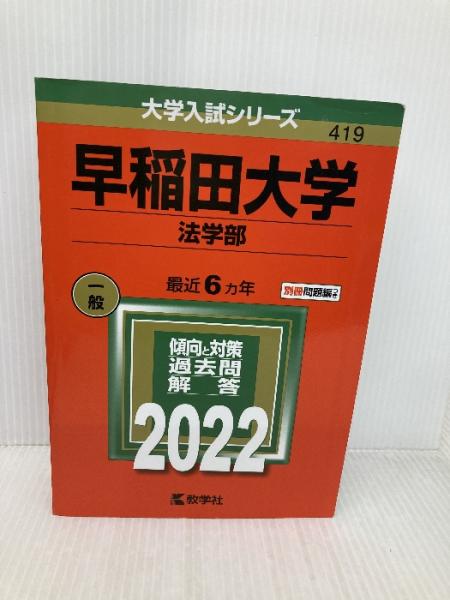 大学入試シリーズ
419
早稲田大学
法学部
一般
最近6ヵ年
別冊問題編
傾向と対策
過去問
解答
2022
教学社